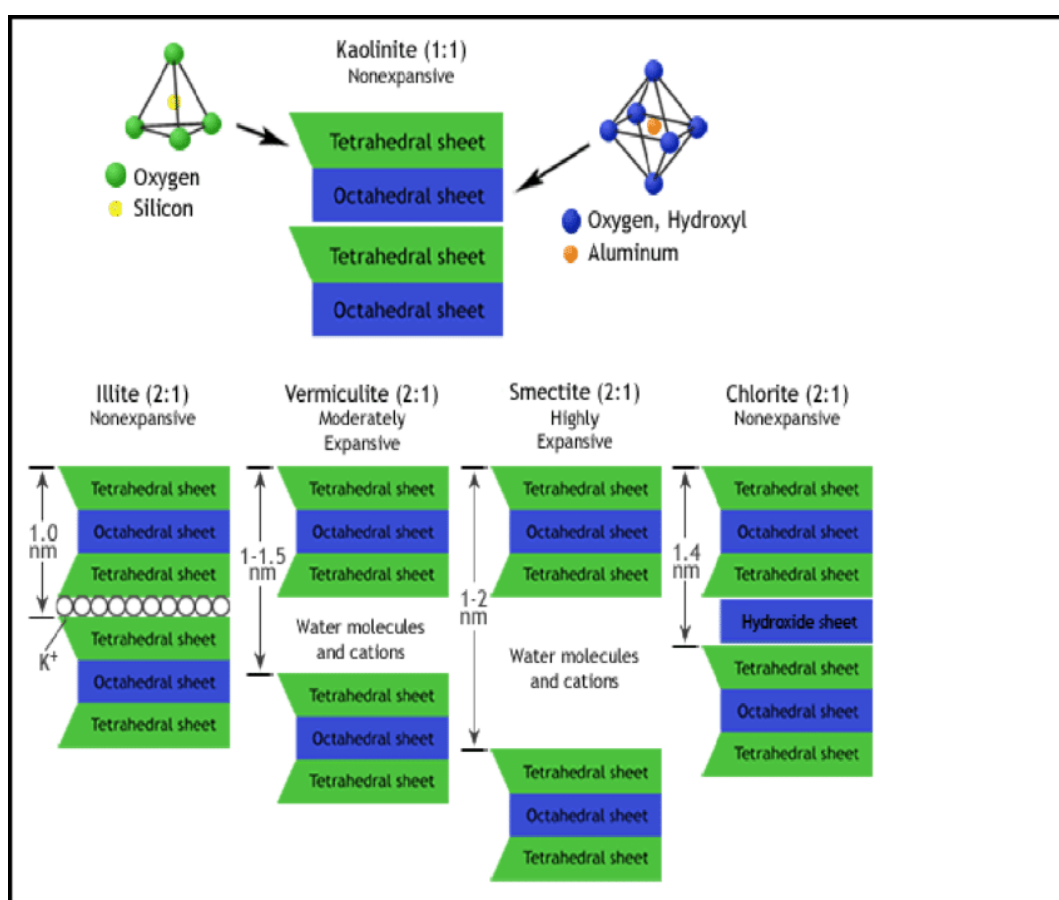 Kaolinite (1:1)
Nonexpansive
Oxygen
Silicon
Tetrahedral sheet
Octahedral sheet
Tetrahedral sheet
Octahedral sheet
Oxygen, Hydroxyl
Aluminum
Illite (2:1)
Nonexpansive
1.0
nm
Tetrahedral sheet
Octahedral sheet
Tetrahedral sheet
K+
Tetrahedral sheet
Octahedral sheet
Tetrahedral sheet
Vermiculite (2:1)
Moderately
Expansive
1-1.5
nm
Tetrahedral sheet
Octahedral sheet
Tetrahedral sheet
Water molecules
and cations
Tetrahedral sheet
Octahedral sheet
Tetrahedral sheet
Smectite (2:1)
Highly
Expansive
1-2
nm
Tetrahedral sheet
Octahedral sheet
Tetrahedral sheet
Water molecules
and cations
Tetrahedral sheet
Octahedral sheet
Tetrahedral sheet
Chlorite (2:1)
Nonexpansive
1.4
nm
Tetrahedral sheet
Octahedral sheet
Tetrahedral sheet
Hydroxide sheet
Tetrahedral sheet
Octahedral sheet
Tetrahedral sheet